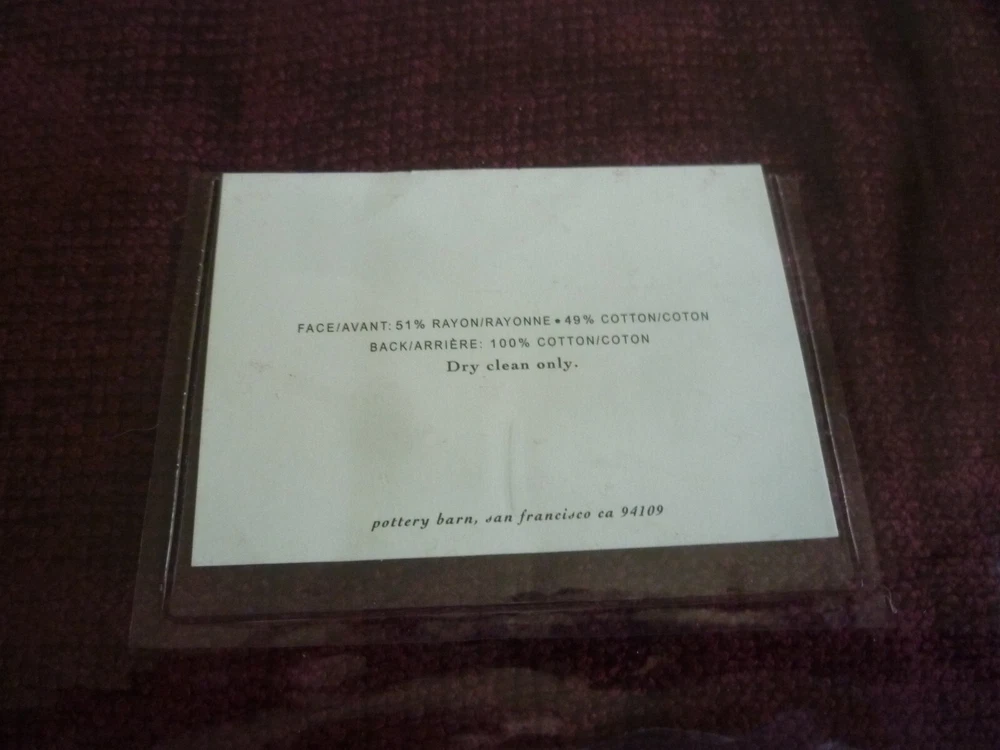 FACE/AVANT: 51% RAYON/RAYONNE • 49% COTTON/COTON
BACK/ARRIÈRE: 100% COTTON/COTON
Dry clean only.
pottery barn, san francisco ca 94109